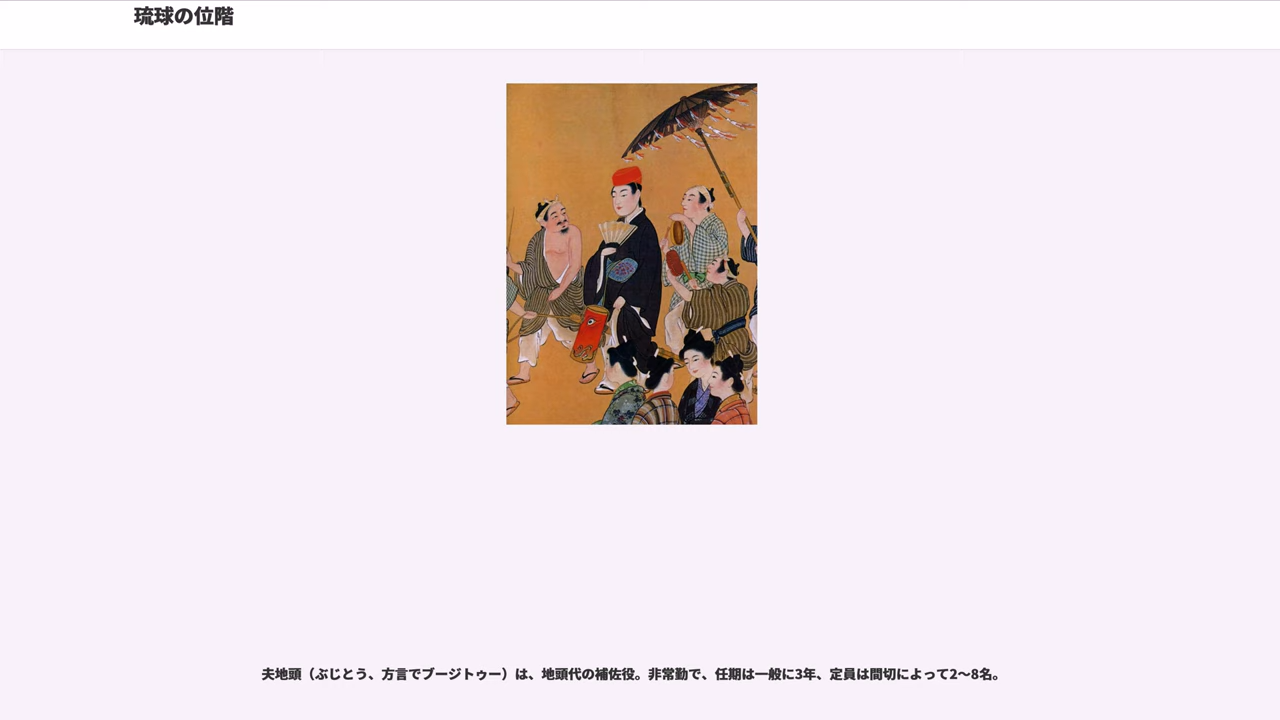 琉球の位階
夫地頭（ぶじとう、方言でブージトゥー）は、地頭代の補佐役。非常勤で、任期は一般に3年、定員は間切によって2〜8名。